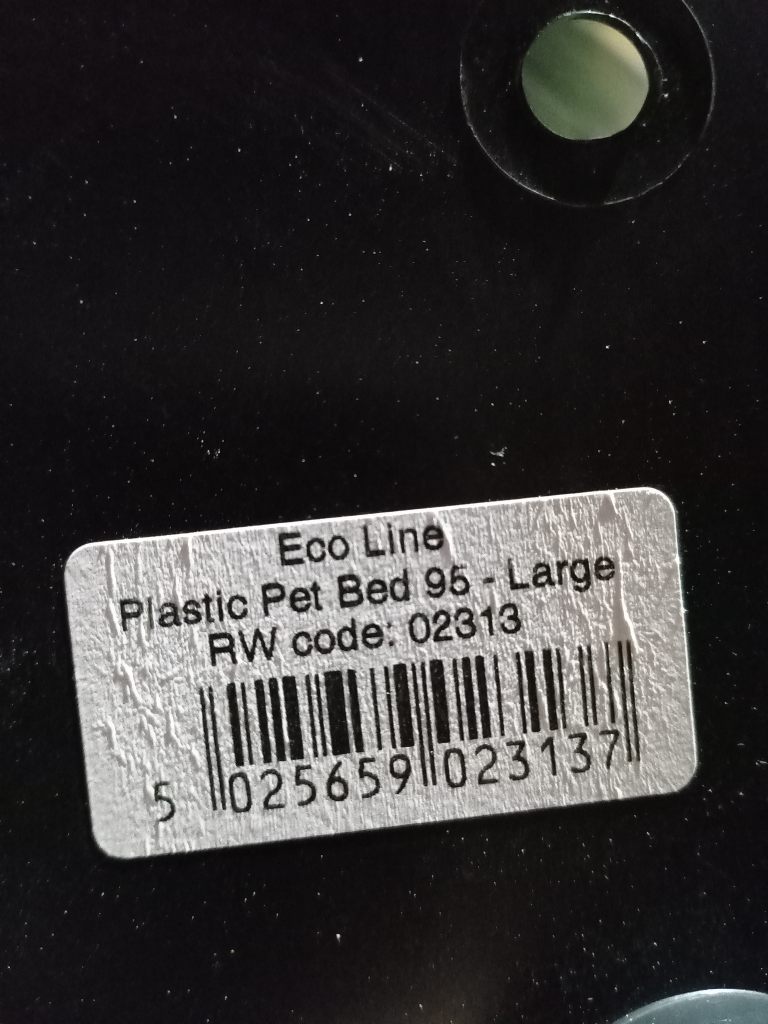 Eco Line
Plastic Pet Bed 95 - Large
RW code: 02313
5 025659 023137